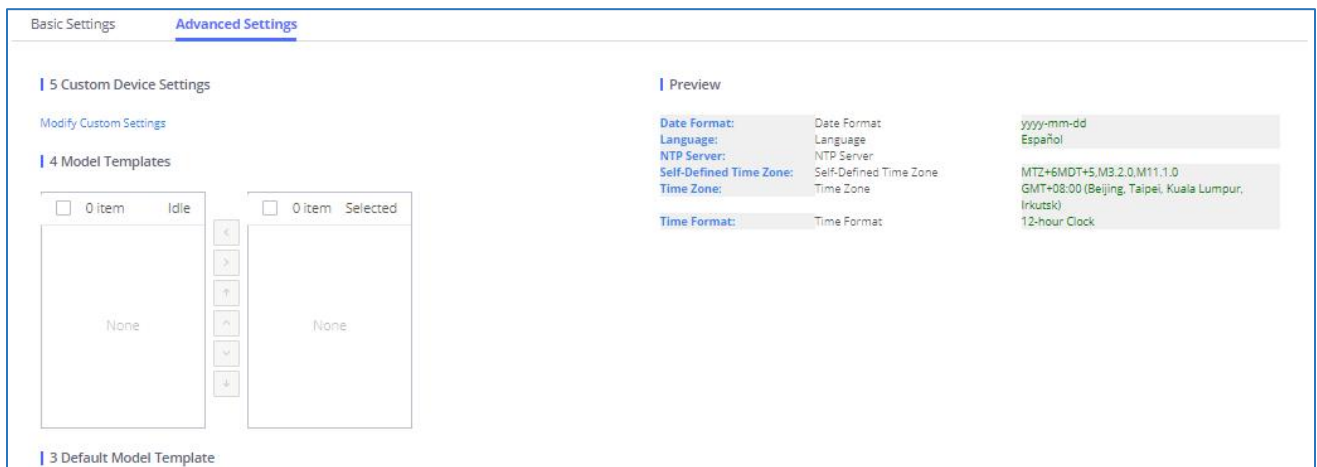 Basic Settings Advanced Settings
5 Custom Device Settings
Modify Custom Settings
4 Model Templates
0 item Idle
0 item Selected
None
None
3 Default Model Template
Preview
Date Format: Date Format yyyy-mm-dd
Language: Language Español
NTP Server: NTP Server
Self-Defined Time Zone: Self-Defined Time Zone MTZ+6MDT+5,M3.2.0,M11.1.0
Time Zone: Time Zone GMT+08:00 (Beijing, Taipei, Kuala Lumpur,
Irkutsk)
Time Format: Time Format 12-hour Clock